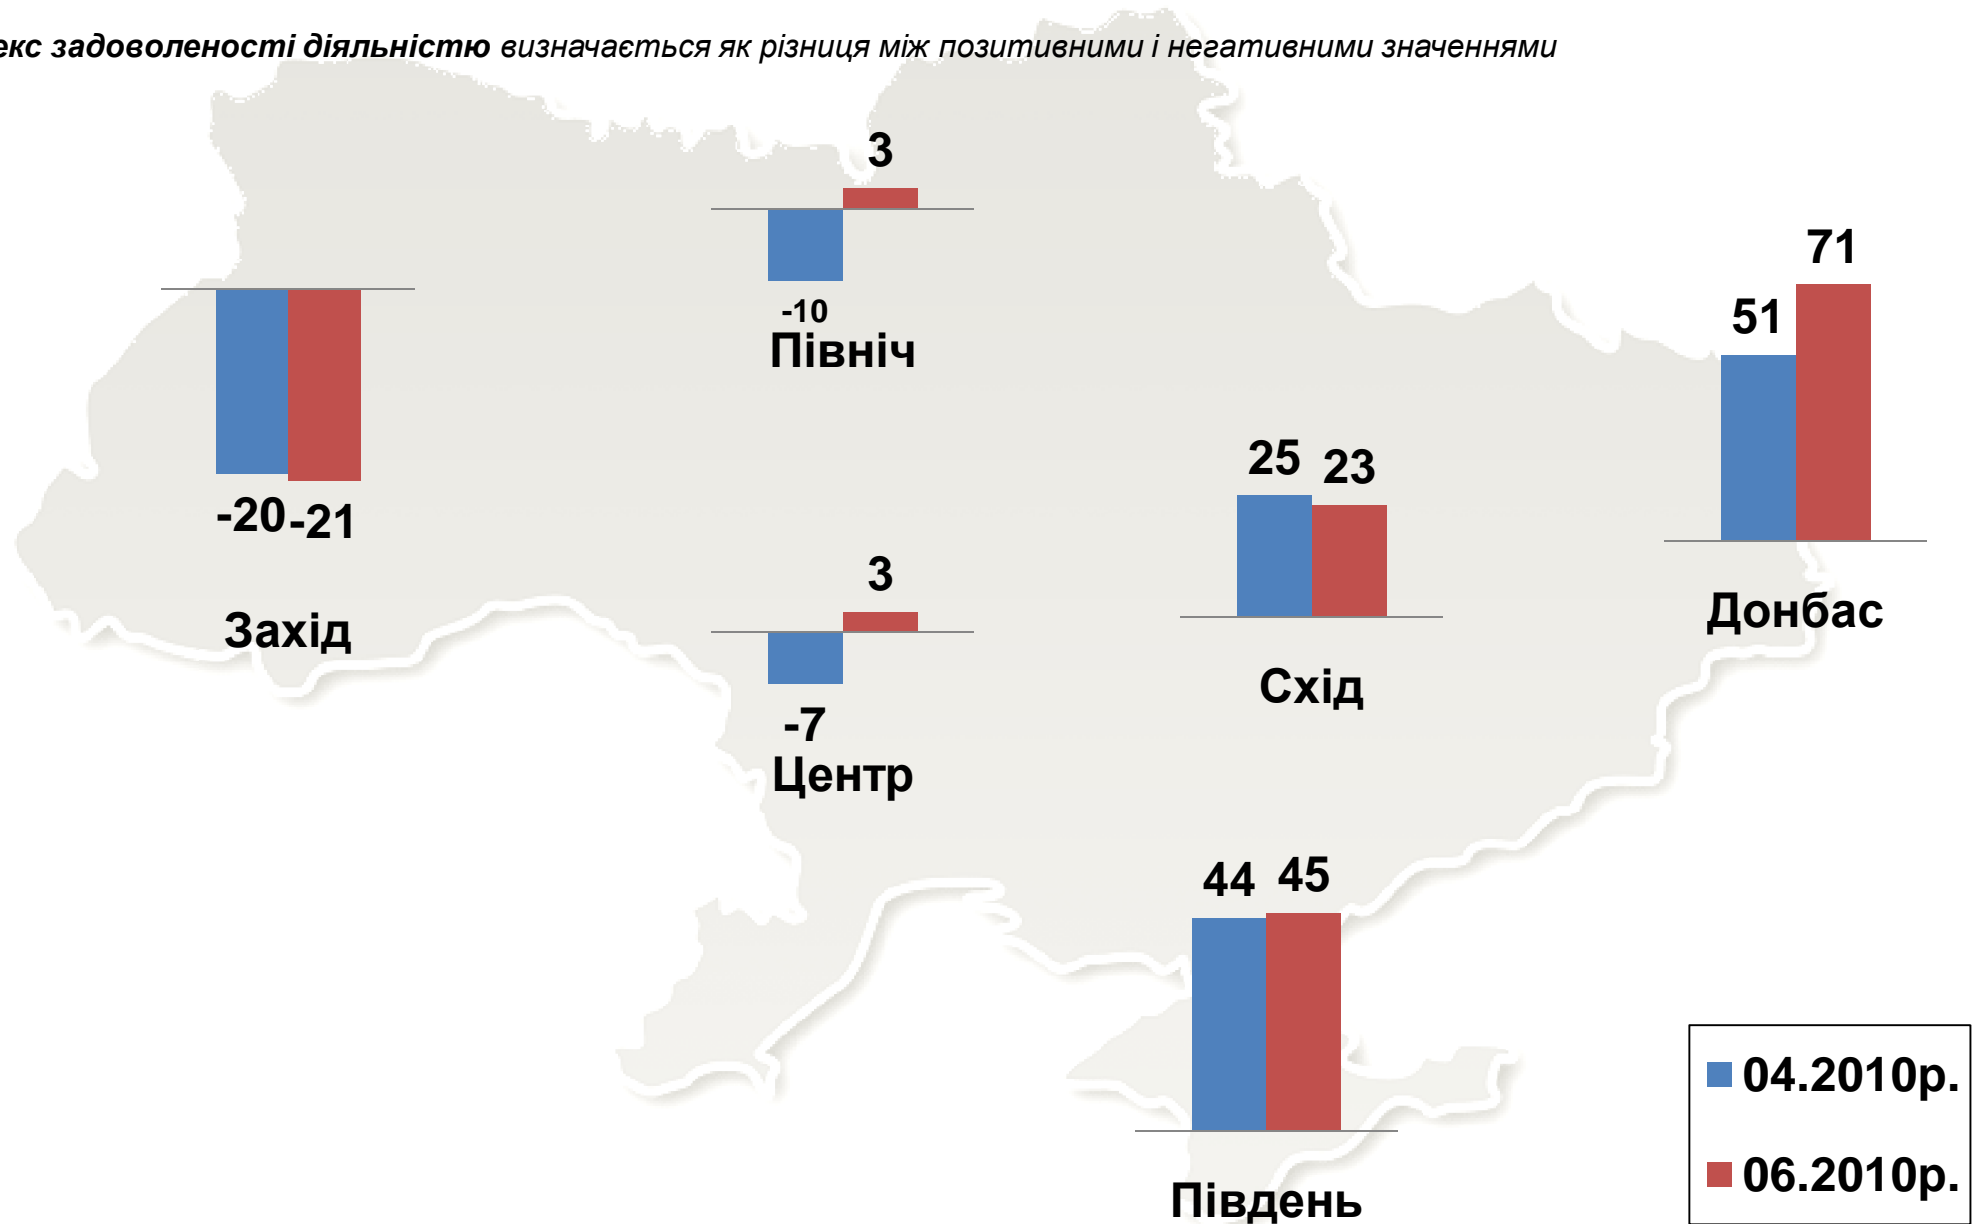 екс задоволеності діяльністю визначається як різниця між позитивними і негативними значеннями
3
-10
Північ
71
51
Донбас
-20 -21
Захід
25 23
Схід
3
-7
Центр
44 45
Південь
04.2010р.
06.2010р.